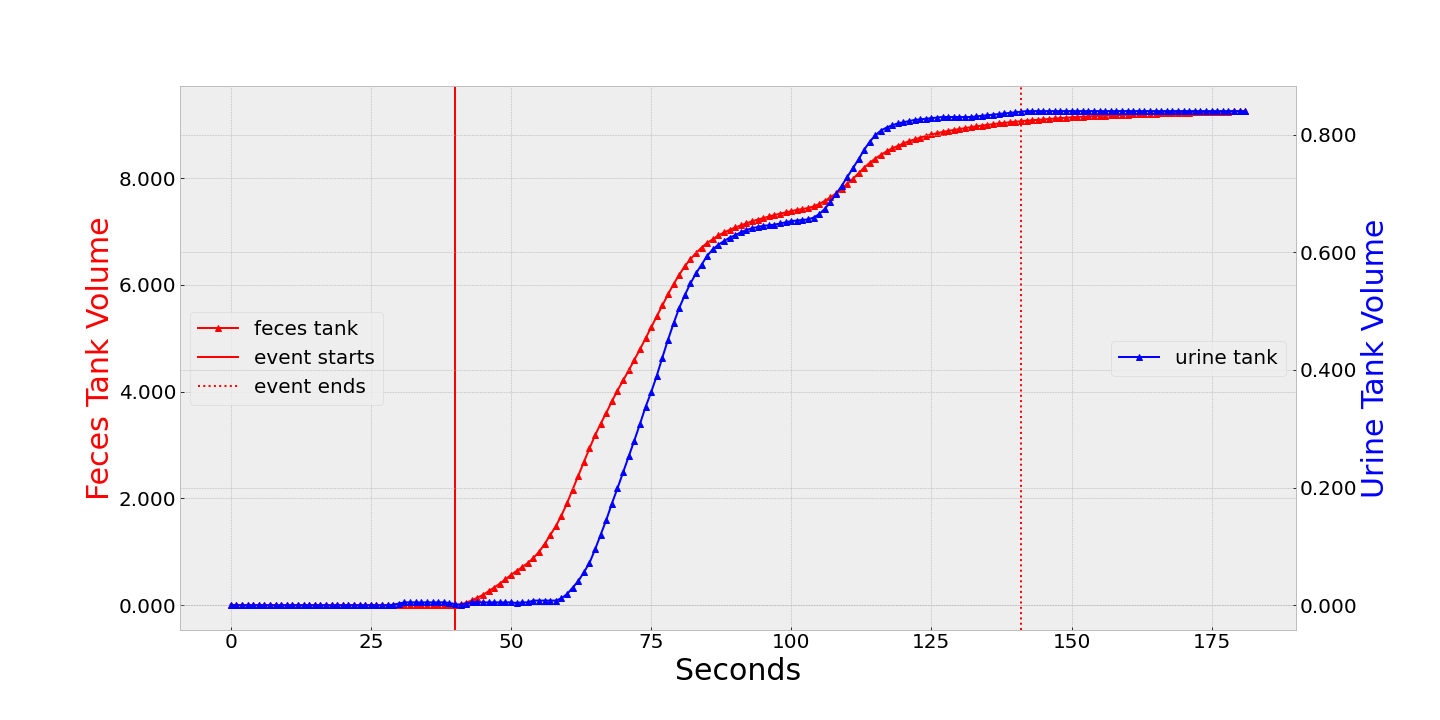 Feces Tank Volume
8.000
6.000
4.000
2.000
0.000
feces tank
event starts
event ends
urine tank
0.800
0.600
0.400
0.200
0.000
Urine Tank Volume
0 25 50 75 100 125 150 175
Seconds